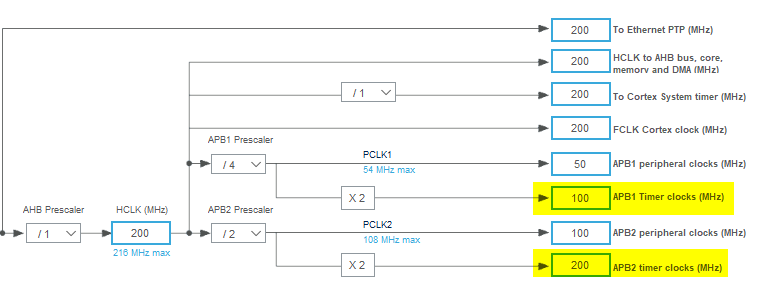 200 To Ethernet PTP (MHz)
200 HCLK to AHB bus, core,
memory and DMA (MHz)
/ 1 200 To Cortex System timer (MHz)
200 FCLK Cortex clock (MHz)
APB1 Prescaler
/ 4 PCLK1 50 APB1 peripheral clocks (MHz)
54 MHz max
X 2 100 APB1 Timer clocks (MHz)
AHB Prescaler HCLK (MHz) APB2 Prescaler
/ 1 200 / 2 PCLK2 100 APB2 peripheral clocks (MHz)
216 MHz max 108 MHz max
X 2 200 APB2 timer clocks (MHz)